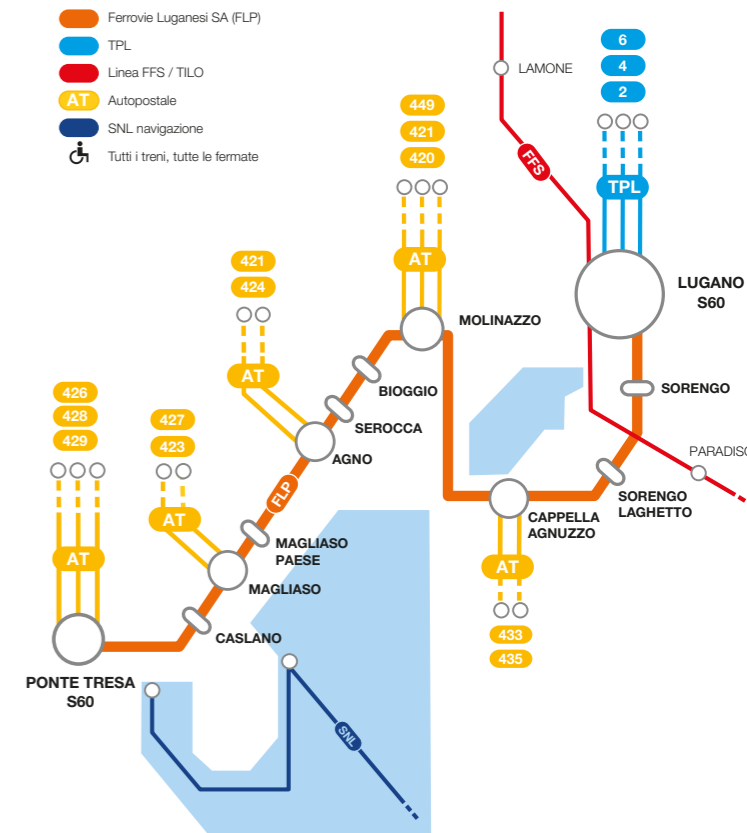 Ferrovie Luganesi SA (FLP)
TPL
Linea FFS / TILO
AT Autopostale
SNL navigazione
Tutti i treni, tutte le fermate
LAMONE
6
4
2
FFS
TPL
LUGANO
S60
449
421
420
AT
MOLINAZZO
421
424
AT
BIOGGIO
SEROCCA
AGNO
SORENGO
PARADISO
SORENGO
LAGHETTO
426
428
429
AT
427
423
AT
FLP
MAGLIASO
PAESE
MAGLIASO
CASLANO
PONTE TRESA
S60
CAPPELLA
AGNUZZO
AT
433
435
SNL